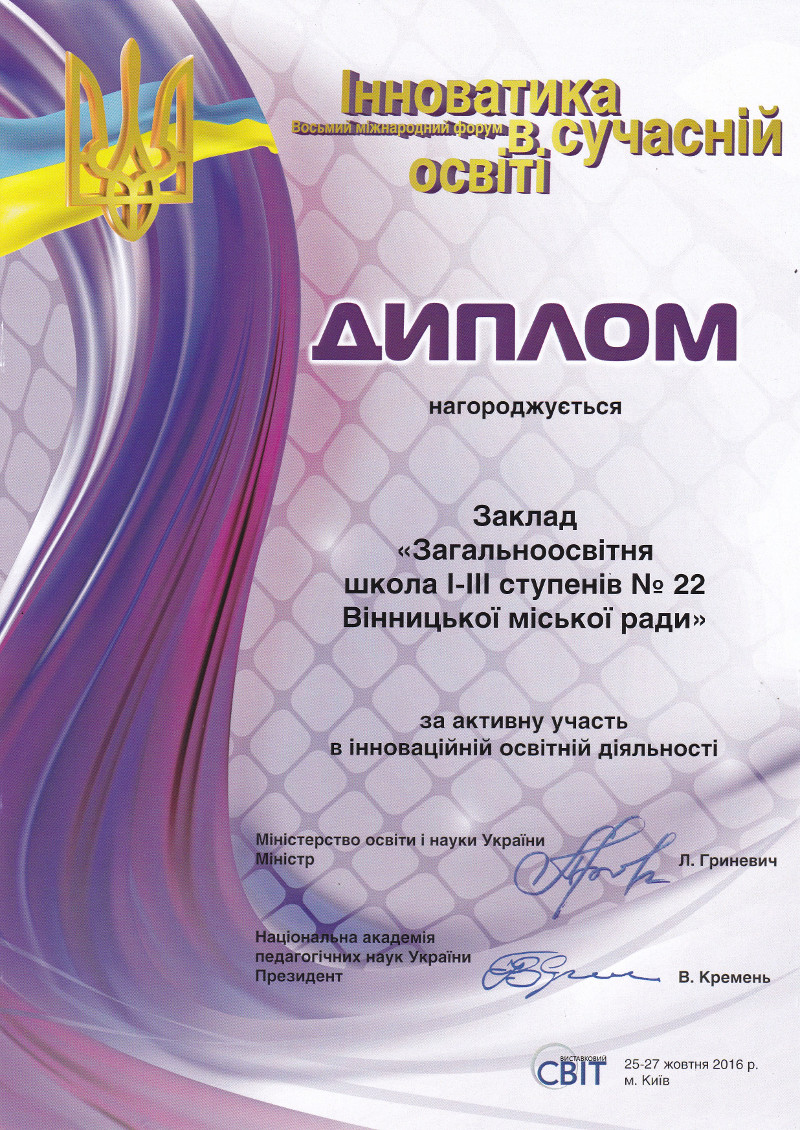 Інноватика
Восьмий міжнародний форум
в сучасній
освіті
ДИПЛОМ
нагороджується
Заклад
«Загальноосвітня
школа І-ІІІ ступенів № 22
Вінницької міської ради»
за активну участь
в інноваційній освітній діяльності
Міністерство освіти і науки України
Міністр
Л. Гриневич
Національна академія
педагогічних наук України
Президент
В. Кремень
ВИСТАВКОВИЙ
СВІТ
25-27 жовтня 2016 р.
м. Київ